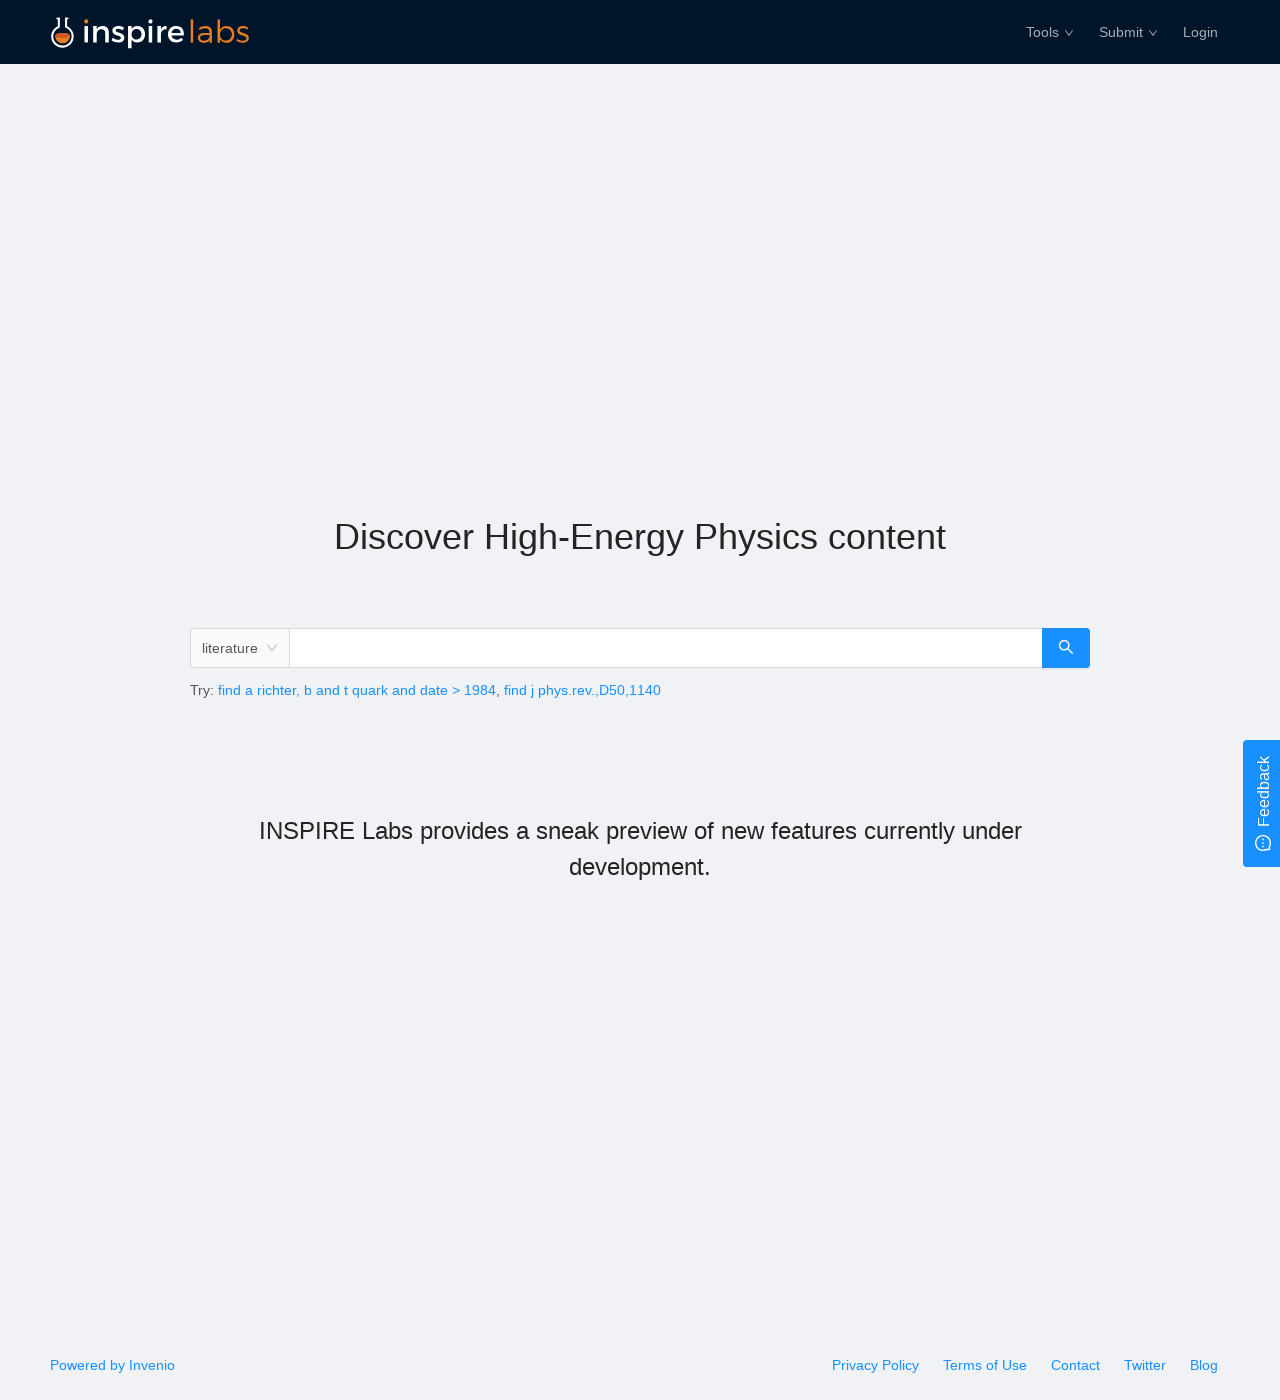 inspire labs
Tools Submit Login
Discover High-Energy Physics content
literature
Try: find a richter, b and t quark and date > 1984, find j phys.rev.,D50,1140
Feedback
INSPIRE Labs provides a sneak preview of new features currently under
development.
Powered by Invenio
Privacy Policy Terms of Use Contact Twitter Blog